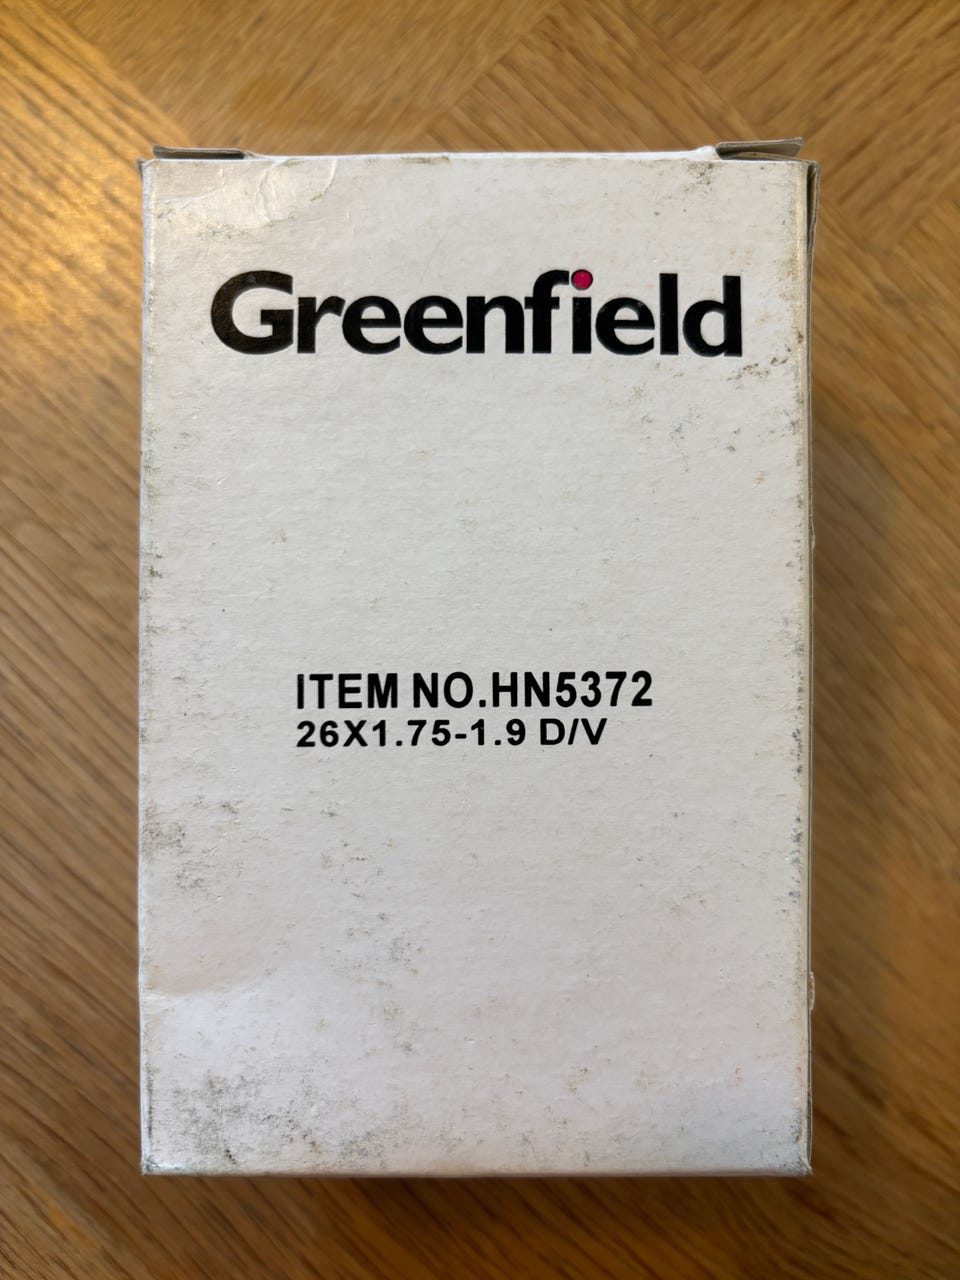 Greenfield
ITEM NO.HN5372
26X1.75-1.9 D/V